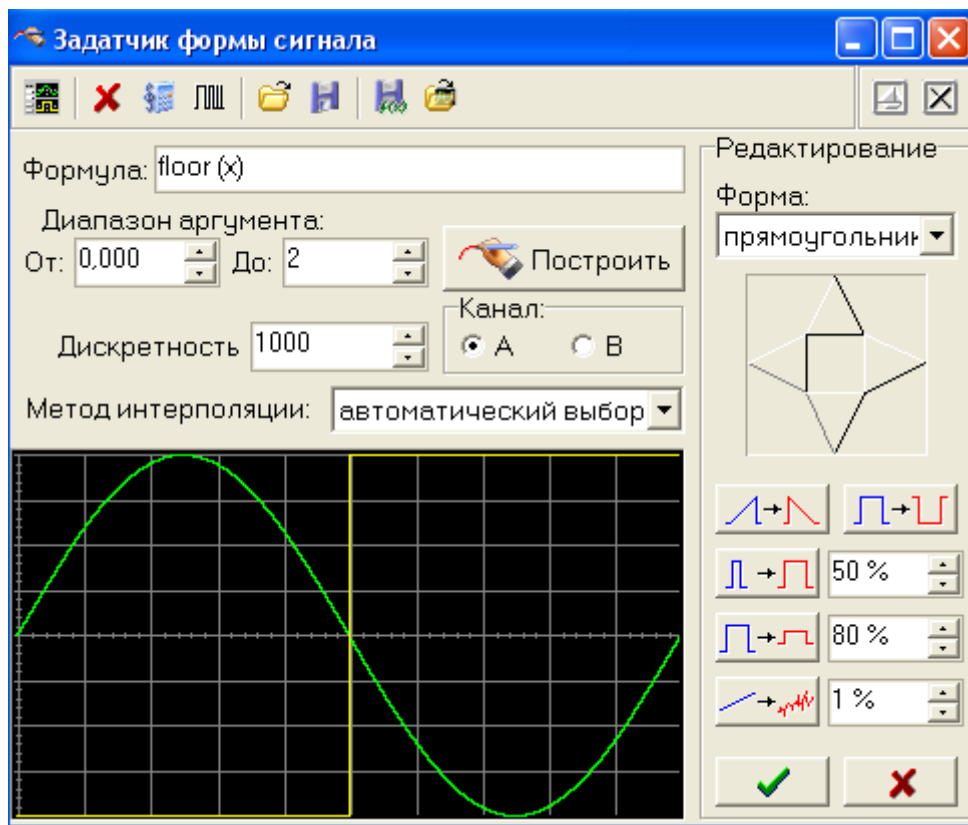 Задатчик формы сигнала
Формула: floor (x)
Диапазон аргумента:
От: 0,000 До: 2
Построить
Канал:
Дискретность 1000
A B
Метод интерполяции: автоматический выбор
Редактирование
Форма:
прямоугольник
50 %
80 %
1 %